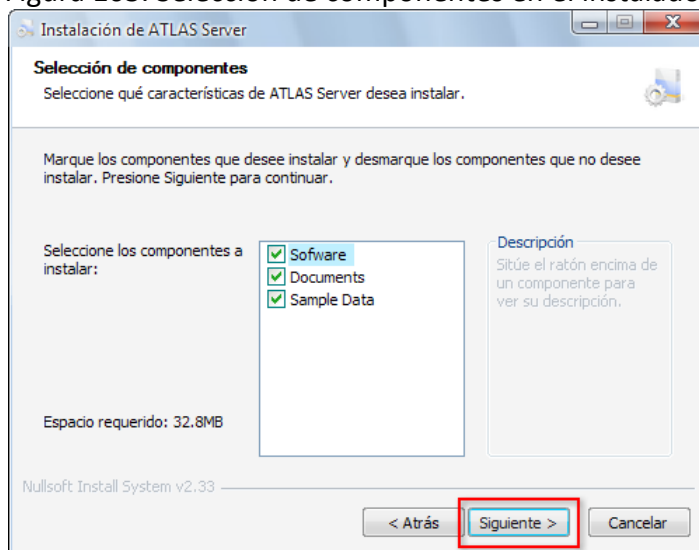 Instalación de ATLAS Server
Selección de componentes
Seleccione qué características de ATLAS Server desea instalar.
Marque los componentes que desee instalar y desmarque los componentes que no desee
instalar. Presione Siguiente para continuar.
Seleccione los componentes a
instalar:
Sofware
Documents
Sample Data
Descripción
Sitúe el ratón encima de
un componente para
ver su descripción.
Espacio requerido: 32.8MB
Nullsoft Install System v2.33
< Atrás
Siguiente >
Cancelar